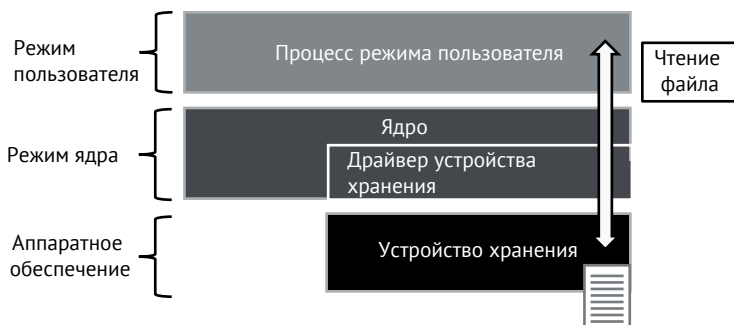 Режим
пользователя
Процесс режима пользователя
Чтение
файла
Режим ядра
Ядро
Драйвер устройства
хранения
Аппаратное
обеспечение
Устройство хранения